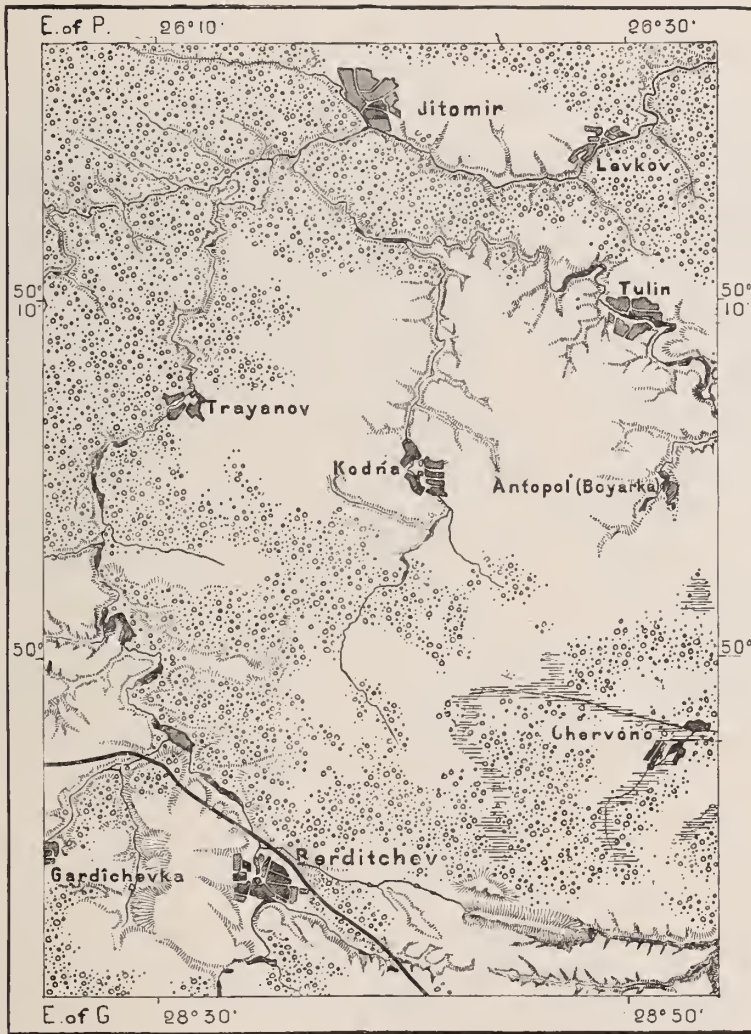 E. of P.
26°10'
26°30'
Jitomir
Levkov
50°
10'
50°
10'
Tulin
Trayanov
Kodna
Antopol (Boyarka)
50°
50°
Chervono
Berditchev
Gardichevka
E. of G
28°30'
28°50'